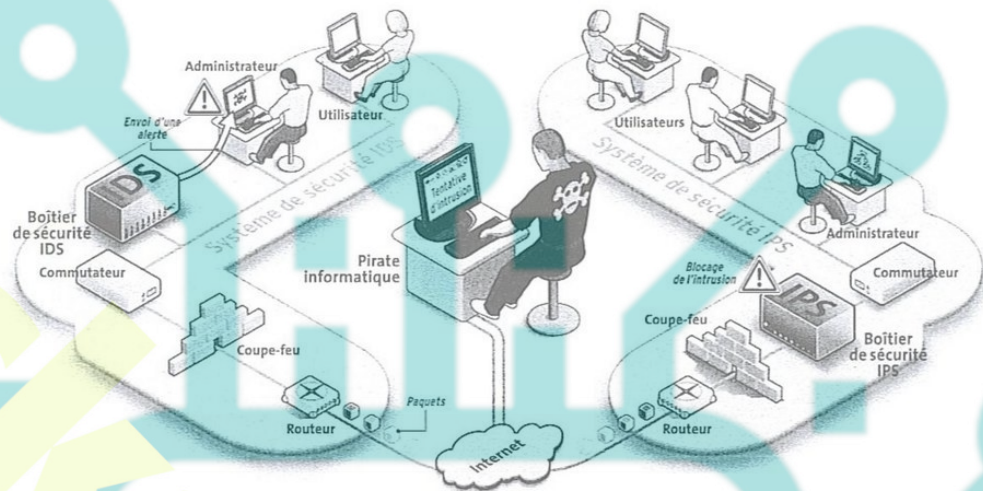 Administrateur
Envoi d'une
alerte
Utilisateur
IDS
Boîtier
de sécurité
IDS
Commutateur
Système de sécurité IDS
Coupe-feu
Routeur
Paquets
Tentative
d'intrusion
Pirate
informatique
Internet
Utilisateurs
Système de sécurité IPS
Administrateur
Blocage
de l'intrusion
Commutateur
IPS
Coupe-feu
Boîtier
de sécurité
IPS
Routeur